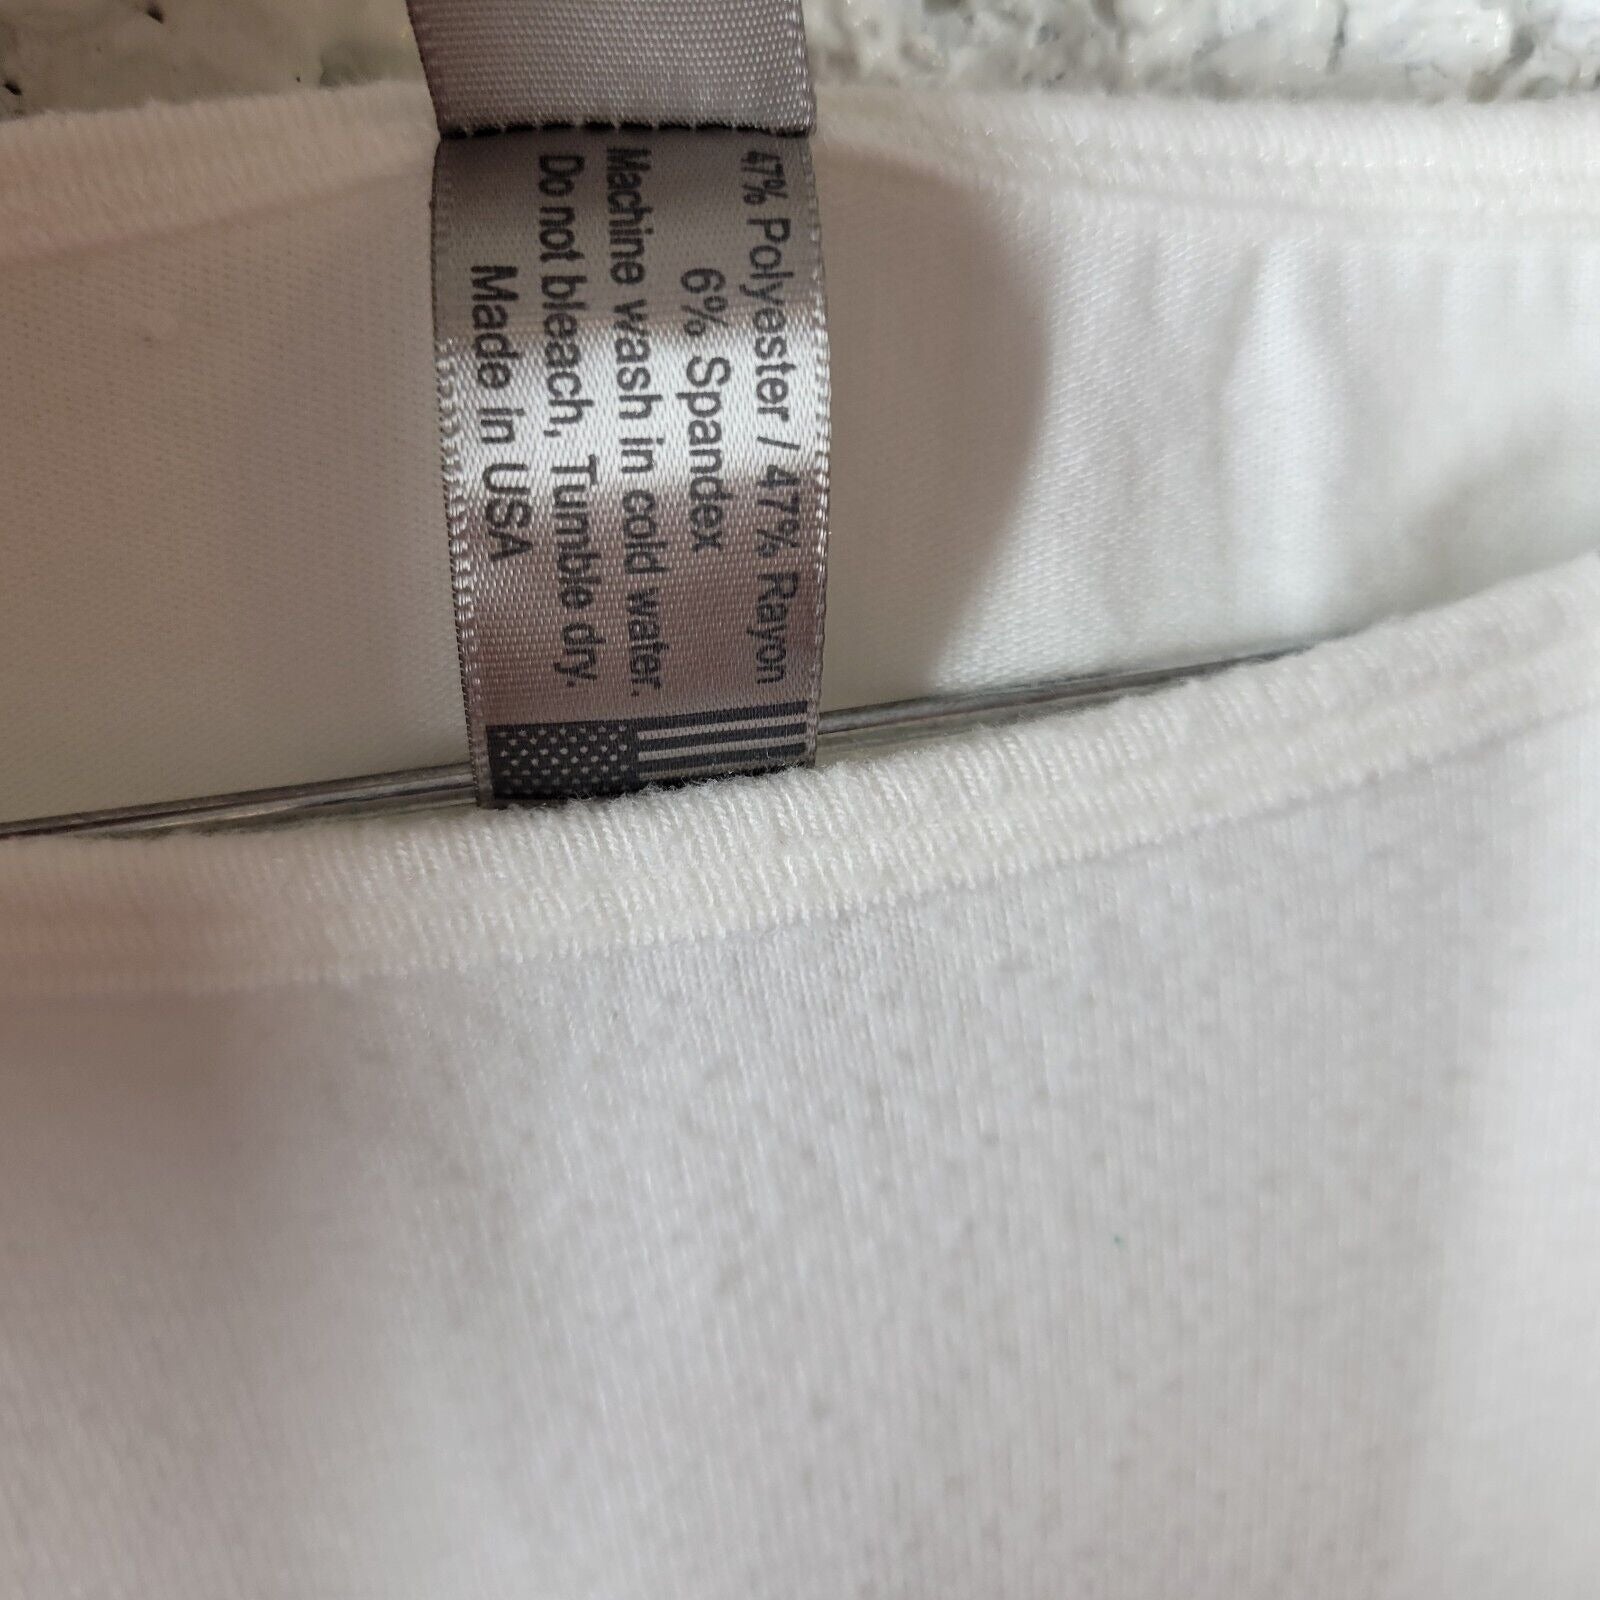 47% Polyester / 47% Rayon
6% Spandex
Machine wash in cold water.
Do not bleach, Tumble dry.
Made in USA